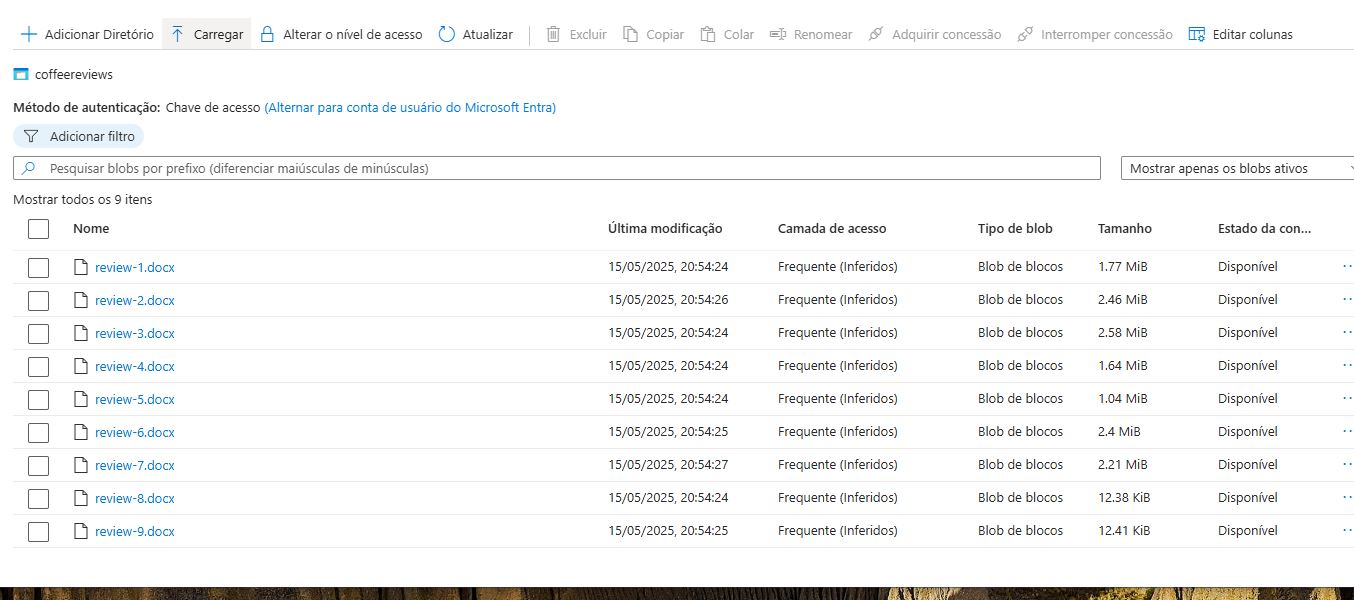 Adicionar Diretório Carregar Alterar o nível de acesso Atualizar Excluir Copiar Colar Renomear Adquirir concessão Interromper concessão Editar colunas
coffeereviews
Método de autenticação: Chave de acesso (Alternar para conta de usuário do Microsoft Entra)
Adicionar filtro
Pesquisar blobs por prefixo (diferenciar maiúsculas de minúsculas) Mostrar apenas os blobs ativos
Mostrar todos os 9 itens
Nome Última modificação Camada de acesso Tipo de blob Tamanho Estado da con...
review-1.docx 15/05/2025, 20:54:24 Frequente (Inferidos) Blob de blocos 1.77 MiB Disponível
review-2.docx 15/05/2025, 20:54:26 Frequente (Inferidos) Blob de blocos 2.46 MiB Disponível
review-3.docx 15/05/2025, 20:54:24 Frequente (Inferidos) Blob de blocos 2.58 MiB Disponível
review-4.docx 15/05/2025, 20:54:24 Frequente (Inferidos) Blob de blocos 1.64 MiB Disponível
review-5.docx 15/05/2025, 20:54:24 Frequente (Inferidos) Blob de blocos 1.04 MiB Disponível
review-6.docx 15/05/2025, 20:54:25 Frequente (Inferidos) Blob de blocos 2.4 MiB Disponível
review-7.docx 15/05/2025, 20:54:27 Frequente (Inferidos) Blob de blocos 2.21 MiB Disponível
review-8.docx 15/05/2025, 20:54:24 Frequente (Inferidos) Blob de blocos 12.38 KiB Disponível
review-9.docx 15/05/2025, 20:54:25 Frequente (Inferidos) Blob de blocos 12.41 KiB Disponível